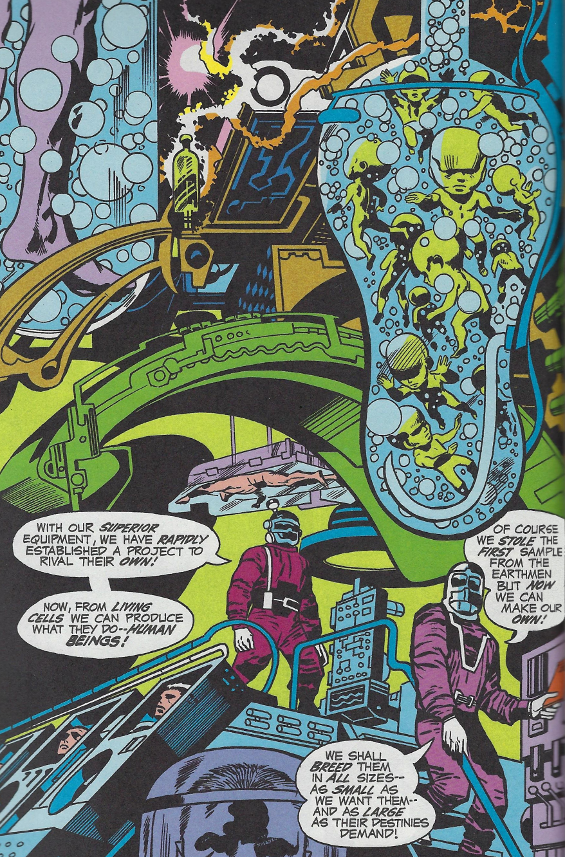 WITH OUR SUPERIOR
EQUIPMENT, WE HAVE RAPIDLY
ESTABLISHED A PROJECT TO
RIVAL THEIR OWN!
NOW, FROM LIVING
CELLS WE CAN PRODUCE
WHAT THEY DO--HUMAN
BEINGS!
OF COURSE
WE STOLE THE
FIRST SAMPLE
FROM THE
EARTHMEN
BUT NOW
WE CAN
MAKE OUR
OWN!
WE SHALL
BREED THEM
IN ALL SIZES--
AS SMALL AS
WE WANT THEM--
AND AS LARGE
AS THEIR DESTINIES
DEMAND!